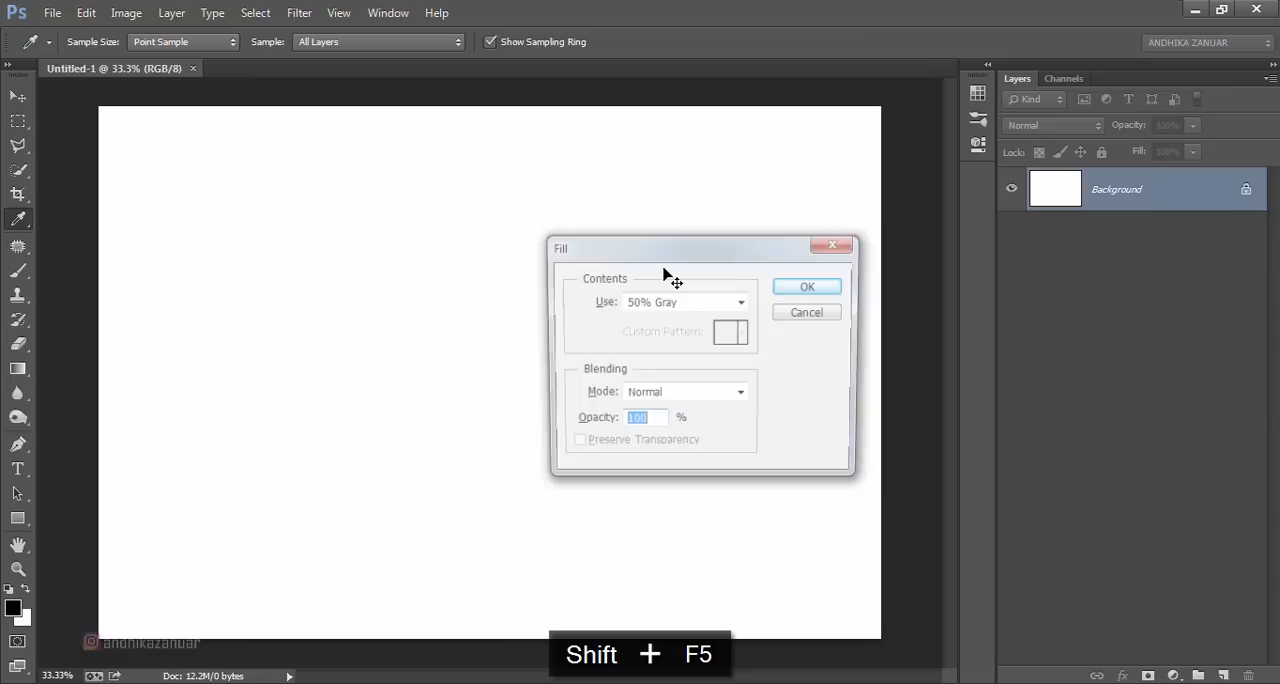 Ps File Edit Image Layer Type Select Filter View Window Help
Sample Size: Point Sample Sample: All Layers Show Sampling Ring ANDHIKA ZANUAR
Untitled-1 @ 33.3% (RGB/8) ×
Layers Channels
Kind
Normal Opacity: 100%
Lock: Fill: 100%
Background
Fill
Contents
Use: 50% Gray
Custom Pattern:
OK
Cancel
Blending
Mode: Normal
Opacity: 100 %
Preserve Transparency
andhikazanuar
Shift + F5
33.33% Doc: 12.2M/0 bytes